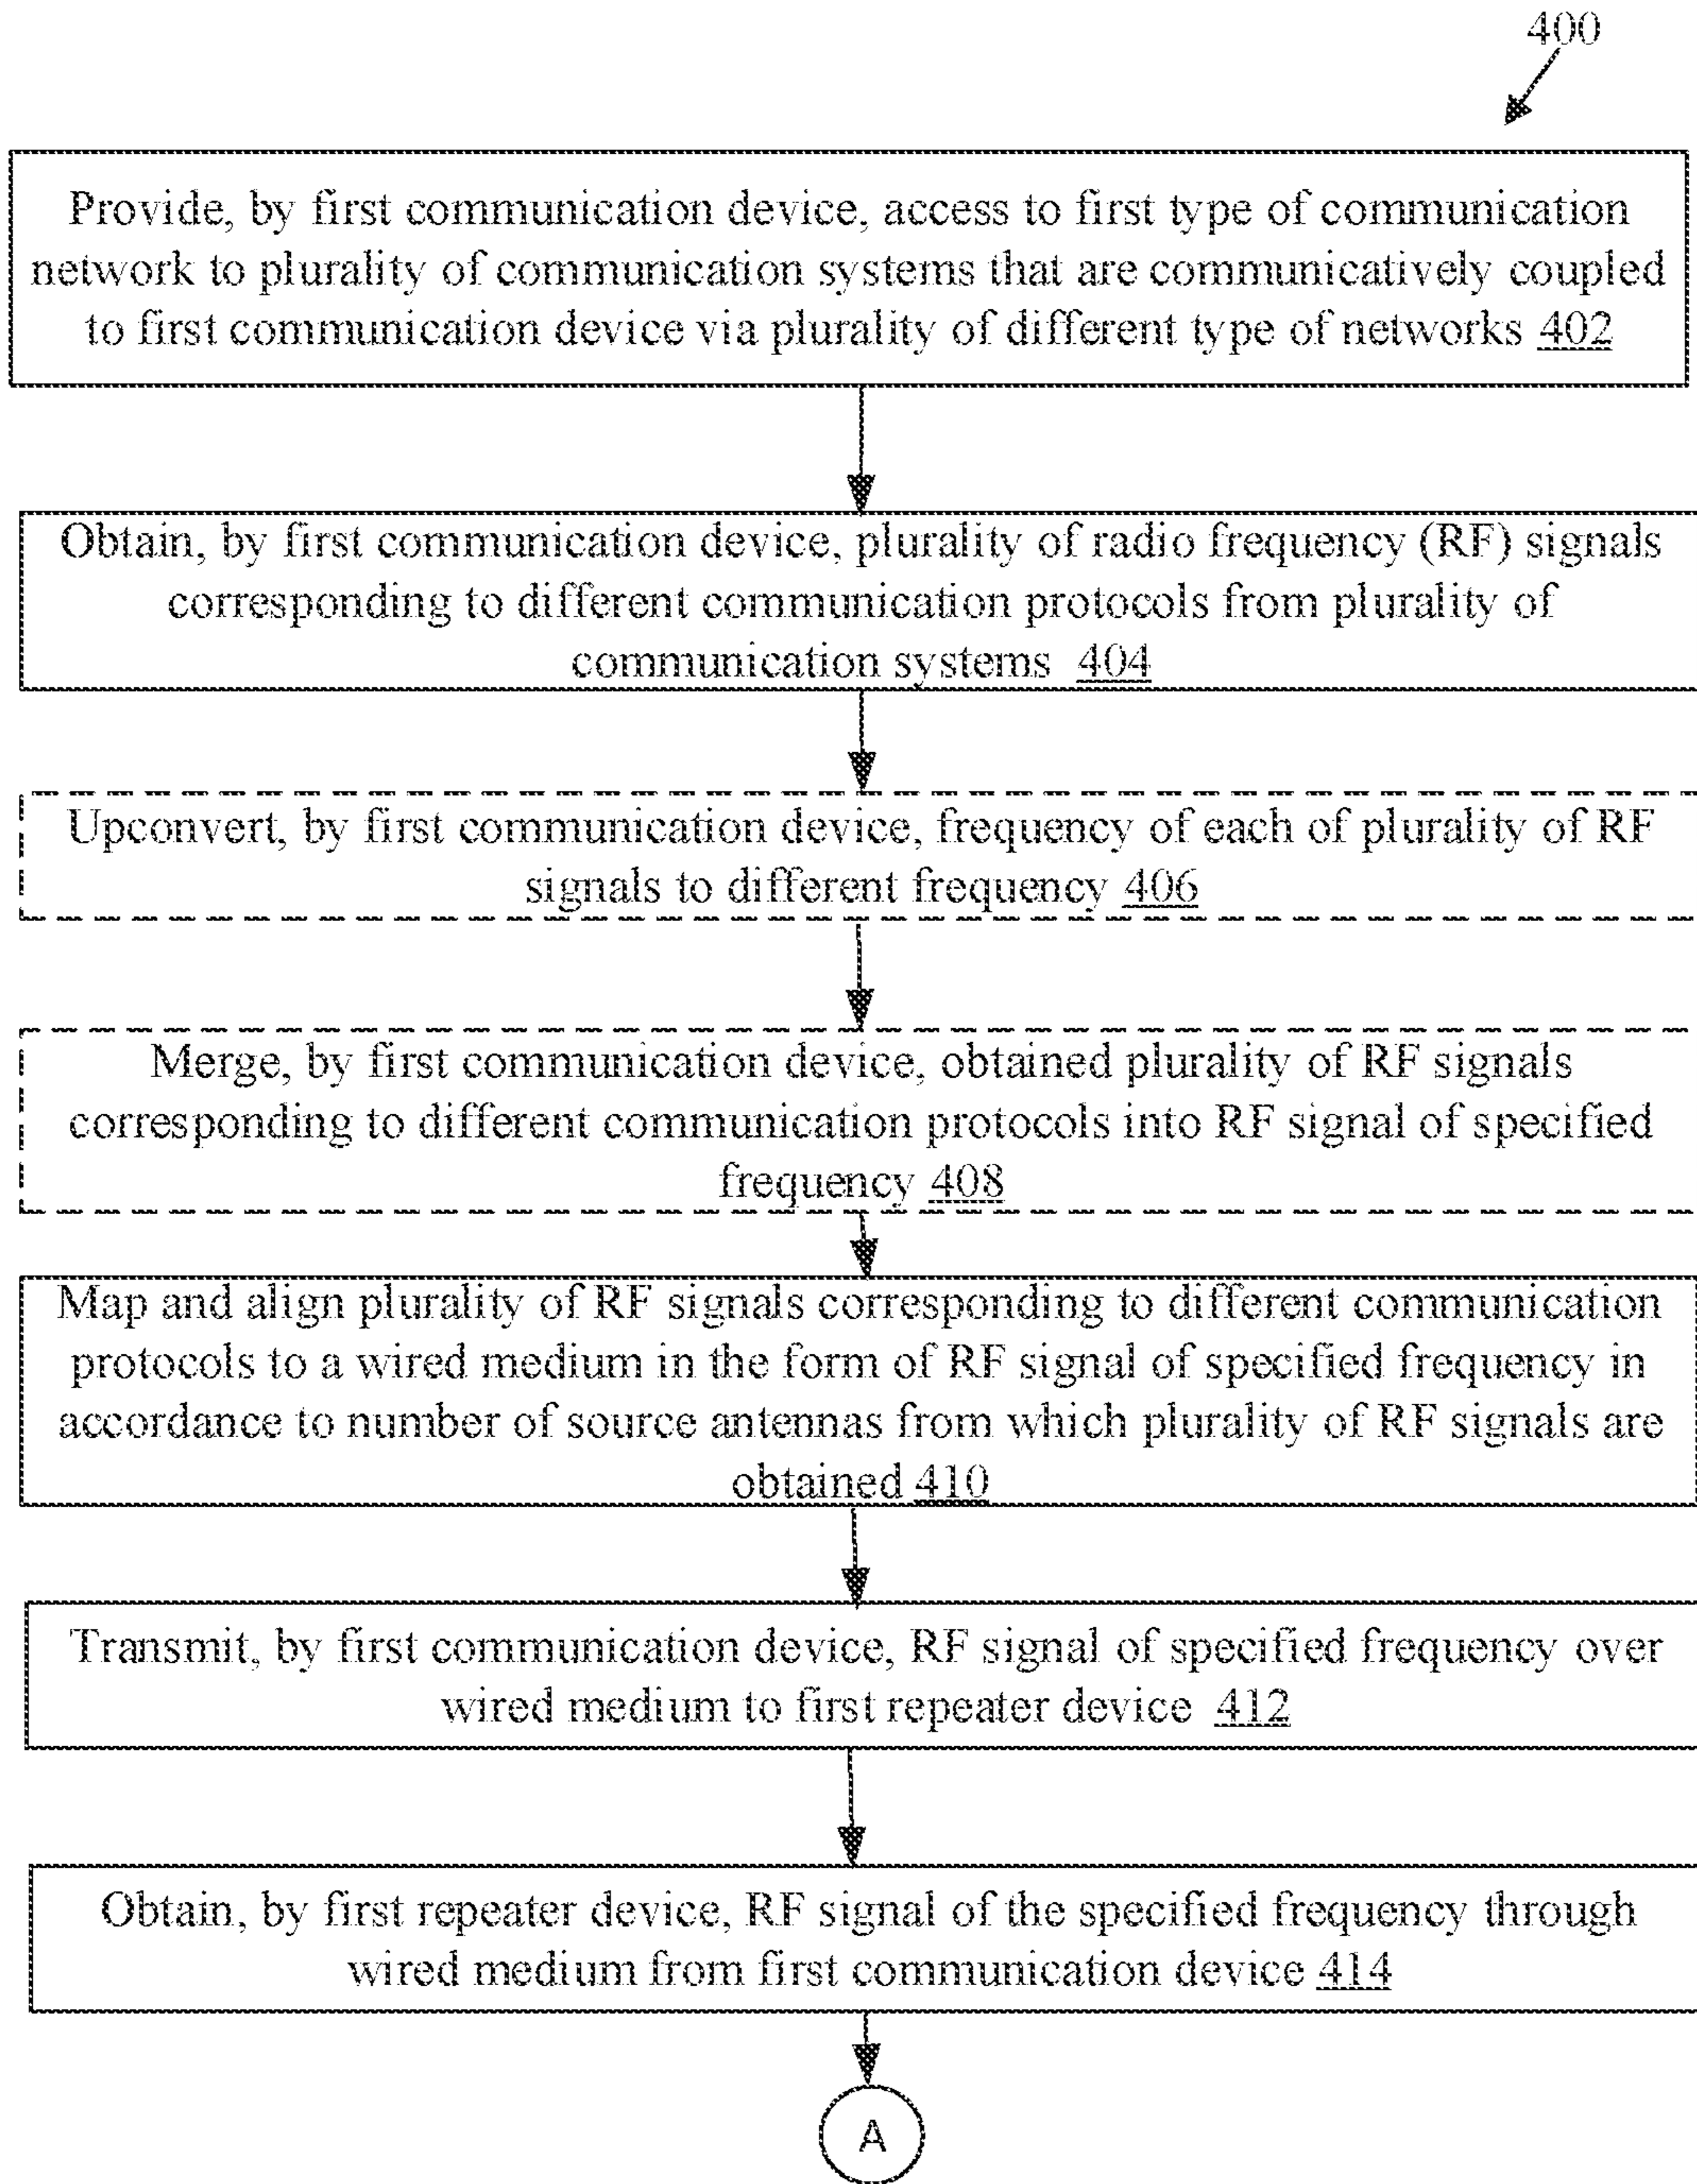 400
Provide, by first communication device, access to first type of communication
network to plurality of communication systems that are communicatively coupled
to first communication device via plurality of different type of networks 402
Obtain, by first communication device, plurality of radio frequency (RF) signals
corresponding to different communication protocols from plurality of
communication systems 404
Upconvert, by first communication device, frequency of each of plurality of RF
signals to different frequency 406
Merge, by first communication device, obtained plurality of RF signals
corresponding to different communication protocols into RF signal of specified
frequency 408
Map and align plurality of RF signals corresponding to different communication
protocols to a wired medium in the form of RF signal of specified frequency in
accordance to number of source antennas from which plurality of RF signals are
obtained 410
Transmit, by first communication device, RF signal of specified frequency over
wired medium to first repeater device 412
Obtain, by first repeater device, RF signal of the specified frequency through
wired medium from first communication device 414
A